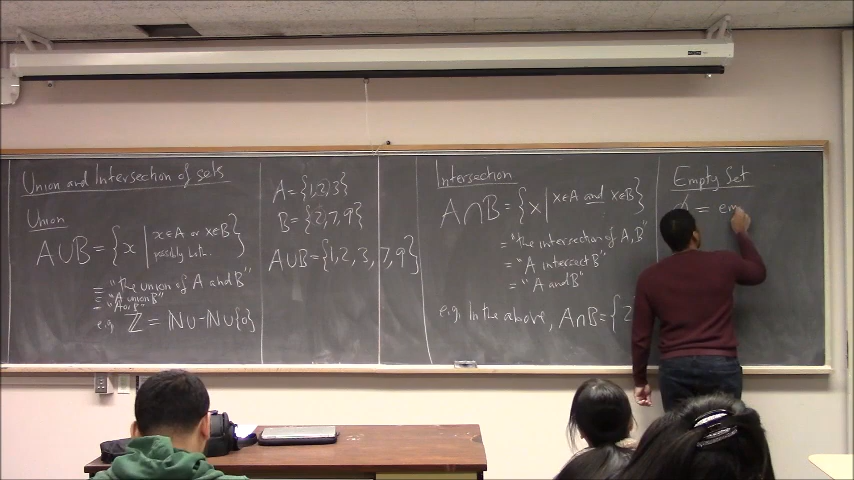 Union and Intersection of sets
Union
A∪B = {x | x∈A or x∈B} possibly both.
= "the union of A and B"
= "A union B"
= "A or B"
e.g. ℤ = ℕ∪-ℕ∪{0}
A = {1,2,3}
B = {2,7,9}
A∪B = {1,2,3,7,9}
Intersection
A∩B = {x | x∈A and x∈B}
= "the intersection of A, B"
= "A intersect B"
= "A and B"
e.g. In the above, A∩B = {2
Empty Set
∅ = em